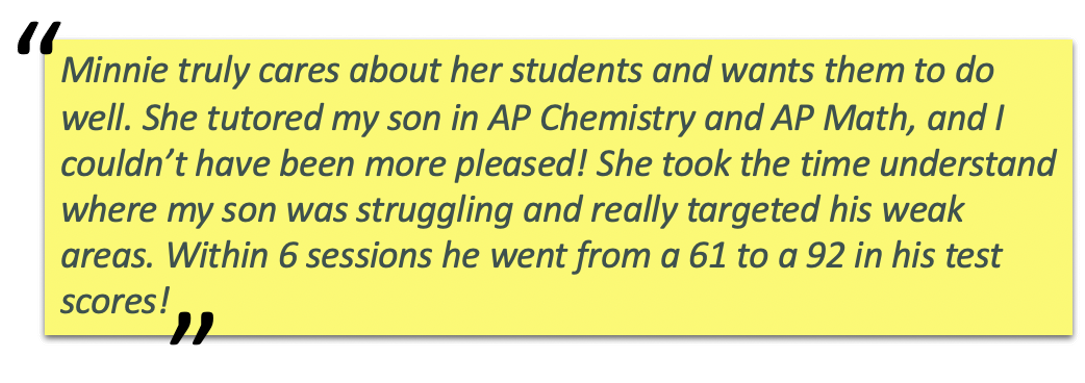 “Minnie truly cares about her students and wants them to do
well. She tutored my son in AP Chemistry and AP Math, and I
couldn’t have been more pleased! She took the time understand
where my son was struggling and really targeted his weak
areas. Within 6 sessions he went from a 61 to a 92 in his test
scores!”